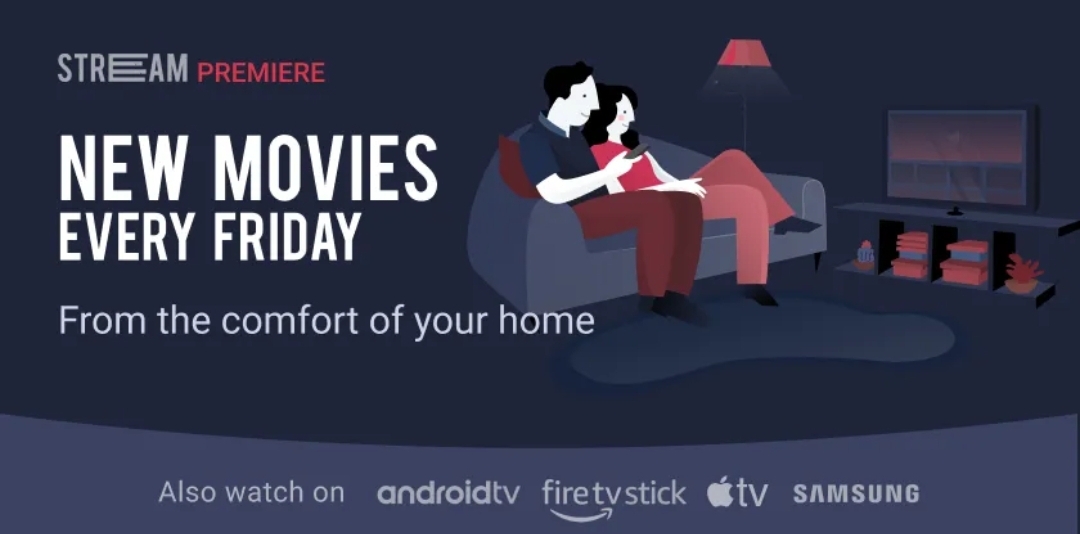 STREAM PREMIERE
NEW MOVIES
EVERY FRIDAY
From the comfort of your home
Also watch on androidtv firetvstick tv SAMSUNG